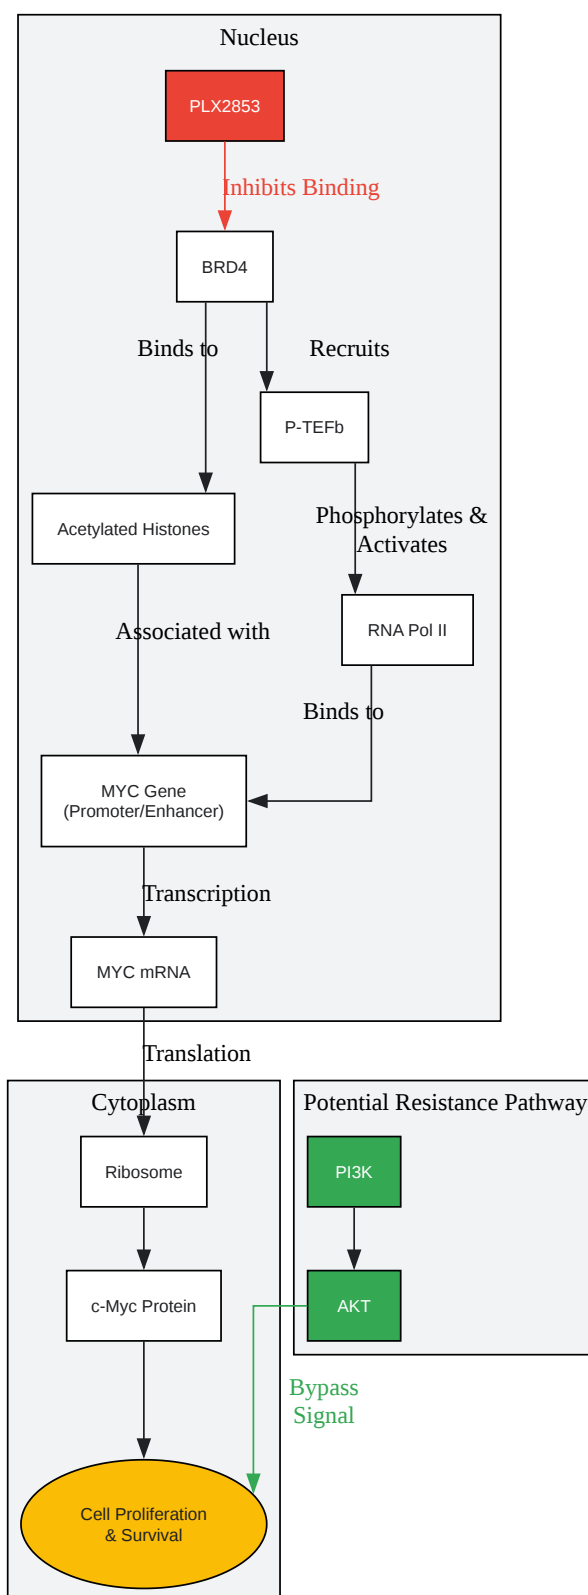 Nucleus
PLX2853
Inhibits Binding
BRD4
Binds to
Recruits
P-TEFb
Acetylated Histones
Phosphorylates &
Activates
Associated with
RNA Pol II
Binds to
MYC Gene
(Promoter/Enhancer)
Transcription
MYC mRNA
Translation
Cytoplasm
Potential Resistance Pathway
Ribosome
PI3K
c-Myc Protein
AKT
Bypass
Signal
Cell Proliferation
& Survival